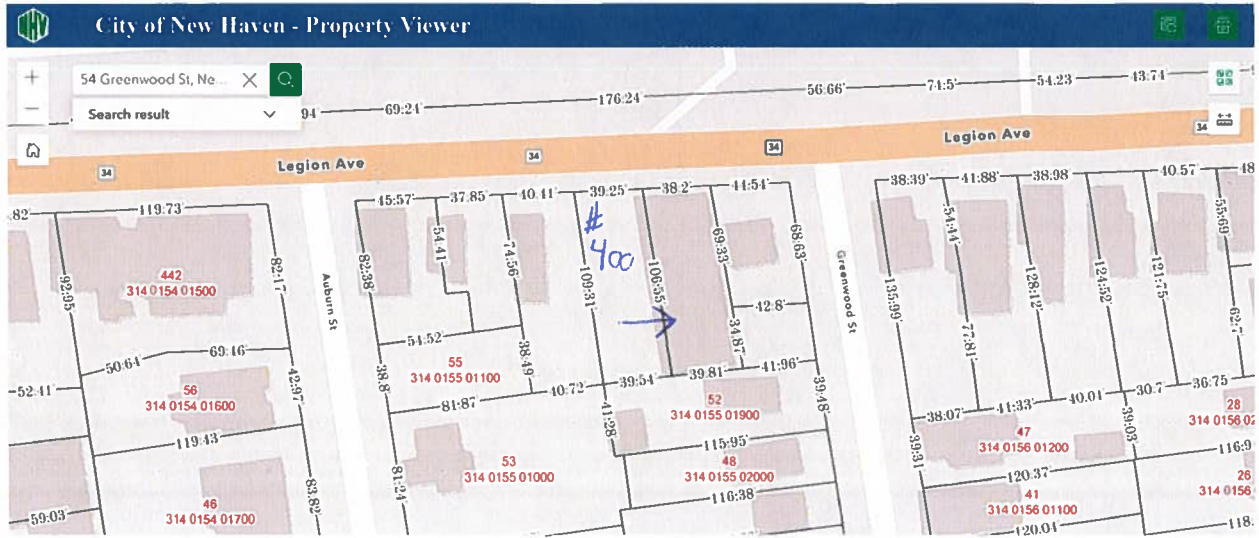 City of New Haven - Property Viewer
54 Greenwood St, Ne...
Search result
94 69:24' 176:24' 56:66' 74:5' 54.23 43:74'
34 34 34 34
Legion Ave Legion Ave
82' 119:73' 45:57' 37.85' 40.41' 39:25' 38:2' 44:54' 38:39' 41:88' 38:98' 40.57' 48
92:95' 82:17' 82:38' 54:41' 74:56' 109:31' 106:55' 69:33' 68:63' 135:99' 54:44' 128:12' 124:52' 121:75' 55:69'
# 400
442
314 0154 01500
Auburn St
Greenwood St
42:8' 34:87' 77:81' 62:7'
50:64' 69:46' 54:52'
52:41' 42:97' 38:8' 38:49'
55
314 0155 01100
56
314 0154 01600
81:87' 40:72' 39:54' 39:81' 41:96'
41:28' 39:48'
52
314 0155 01900
38:07' 41:33' 40.01' 30:7' 36:75'
39:31' 39:03'
28
314 0156 02
47
314 0156 01200
119:43' 115:95' 116:9
53
314 0155 01000
48
314 0155 02000
120:37'
26
314 0156
41
314 0156 01100
46
314 0154 01700
59:03' 83:82' 81:24' 116:38' 120:04' 118: